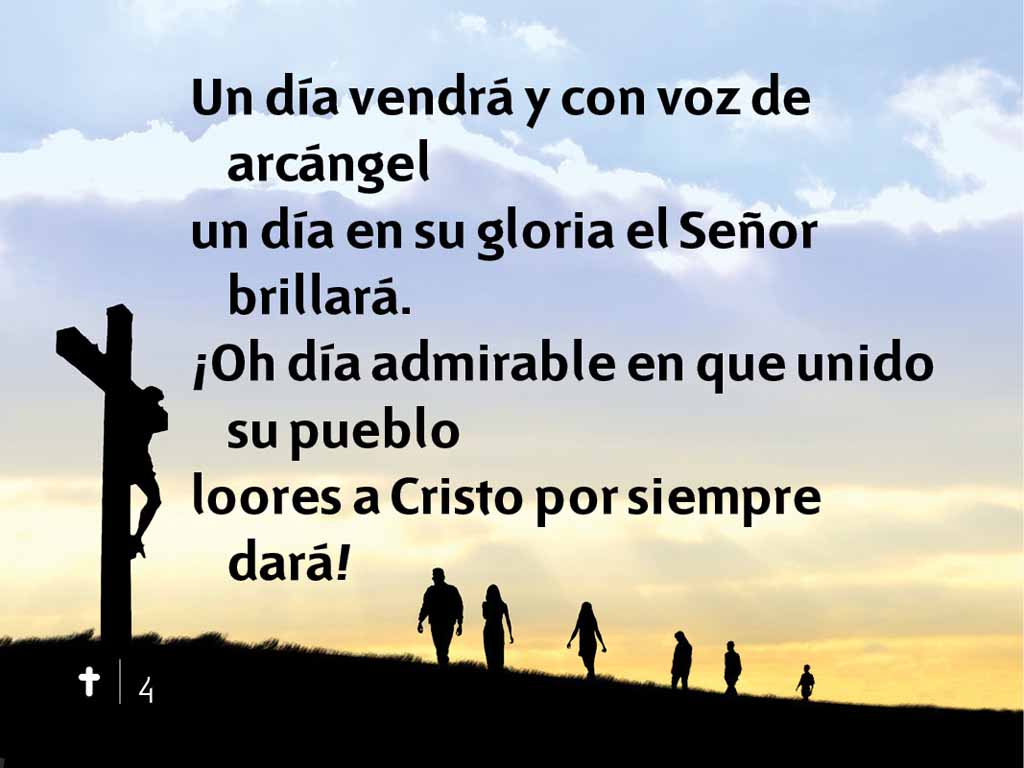 Un día vendrá y con voz de
arcángel
un día en su gloria el Señor
brillará.
¡Oh día admirable en que unido
su pueblo
loores a Cristo por siempre
dará!
4